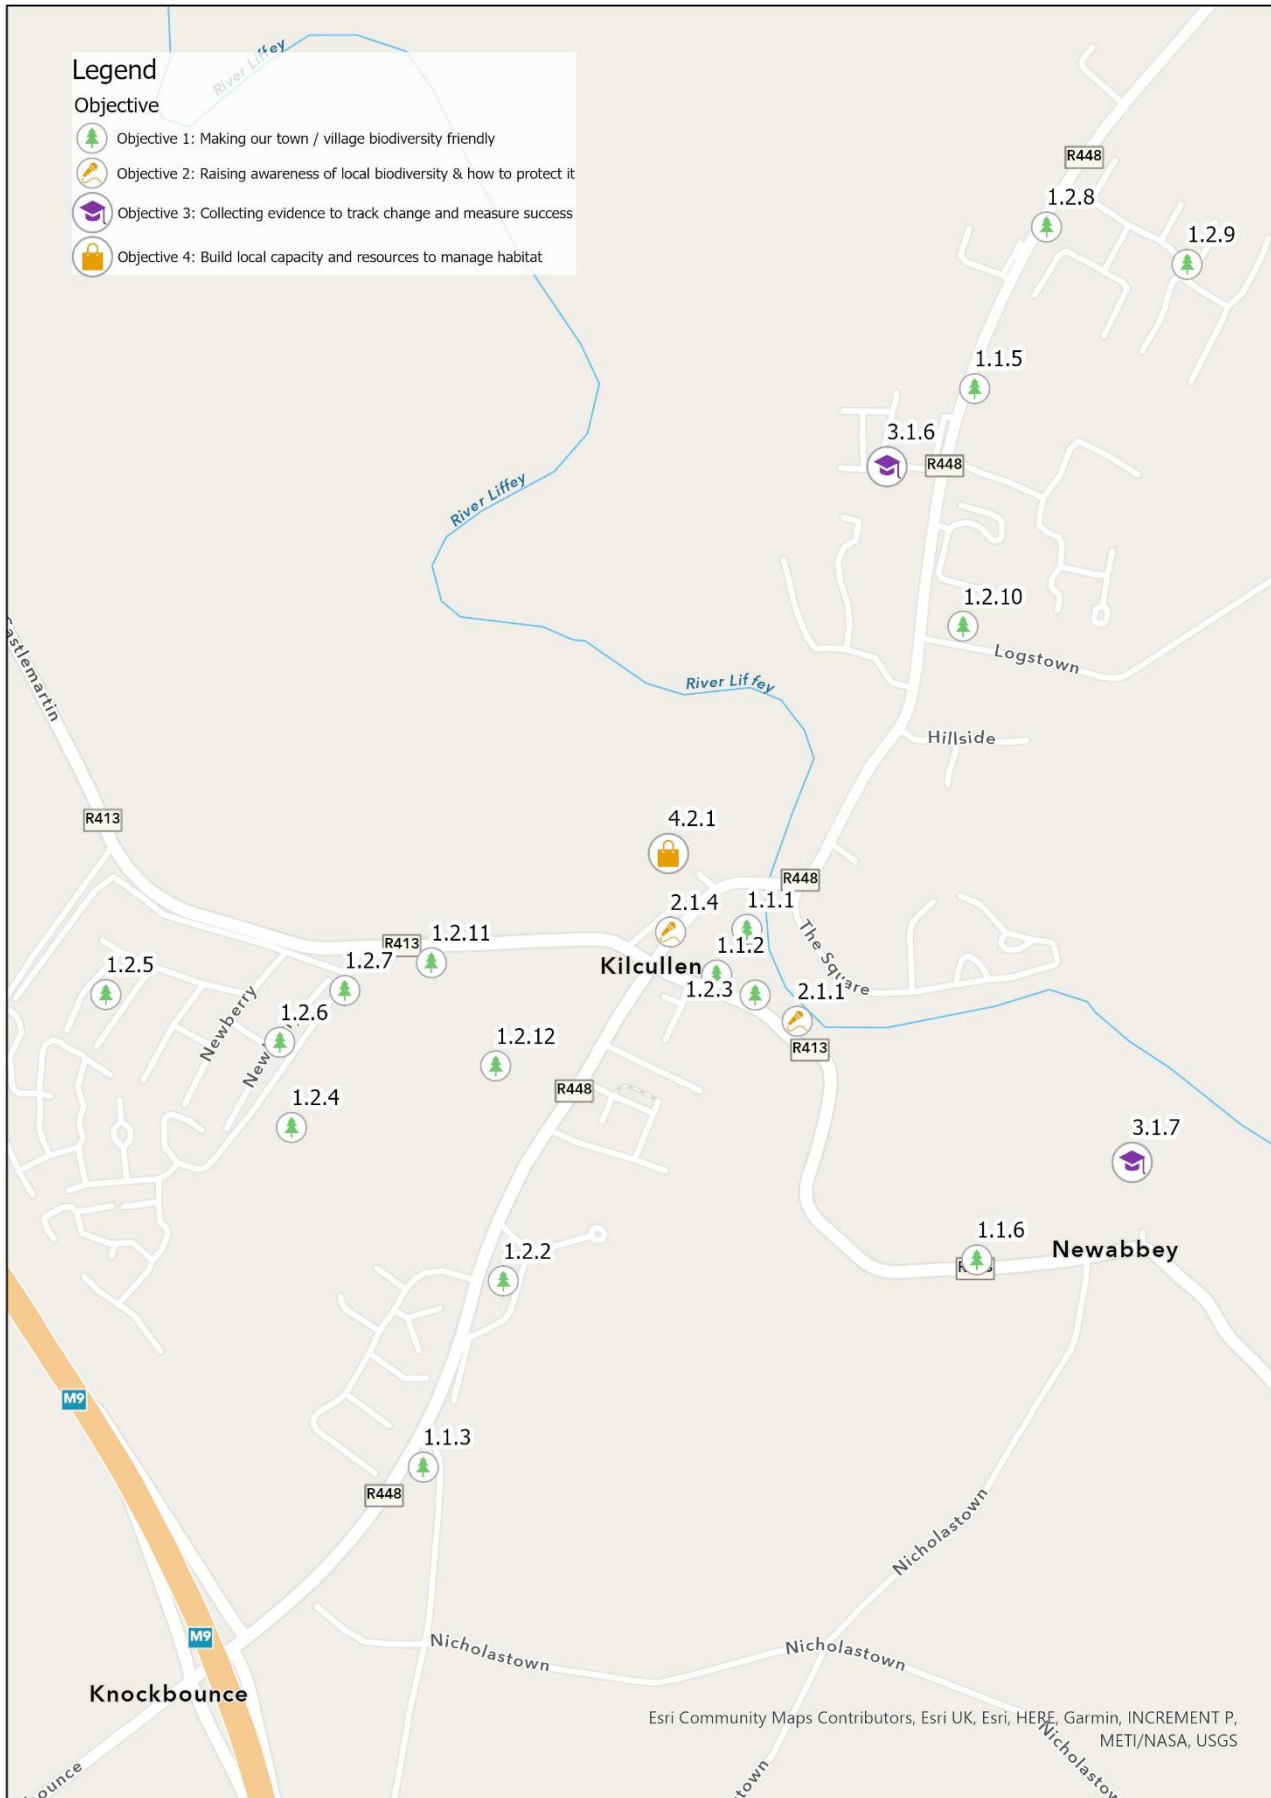 River Liffey
Legend
Objective
Objective 1: Making our town / village biodiversity friendly
Objective 2: Raising awareness of local biodiversity & how to protect it
Objective 3: Collecting evidence to track change and measure success
Objective 4: Build local capacity and resources to manage habitat
R448
1.2.8
1.2.9
1.1.5
3.1.6
R448
River Liffey
1.2.10
Logstown
Castlemartin
River Liffey
Hillside
R413
4.2.1
R448
2.1.4
1.1.1
The Square
1.2.11
R413
1.1.2
Kilcullen
1.2.5
1.2.7
1.2.3
2.1.1
1.2.6
Newberry
1.2.12
R413
R448
1.2.4
3.1.7
1.1.6
Newabbey
1.2.2
M9
1.1.3
R448
Nicholastown
M9
Nicholastown
Nicholastown
Knockbounce
Esri Community Maps Contributors, Esri UK, Esri, HERE, Garmin, INCREMENT P,
METI/NASA, USGS